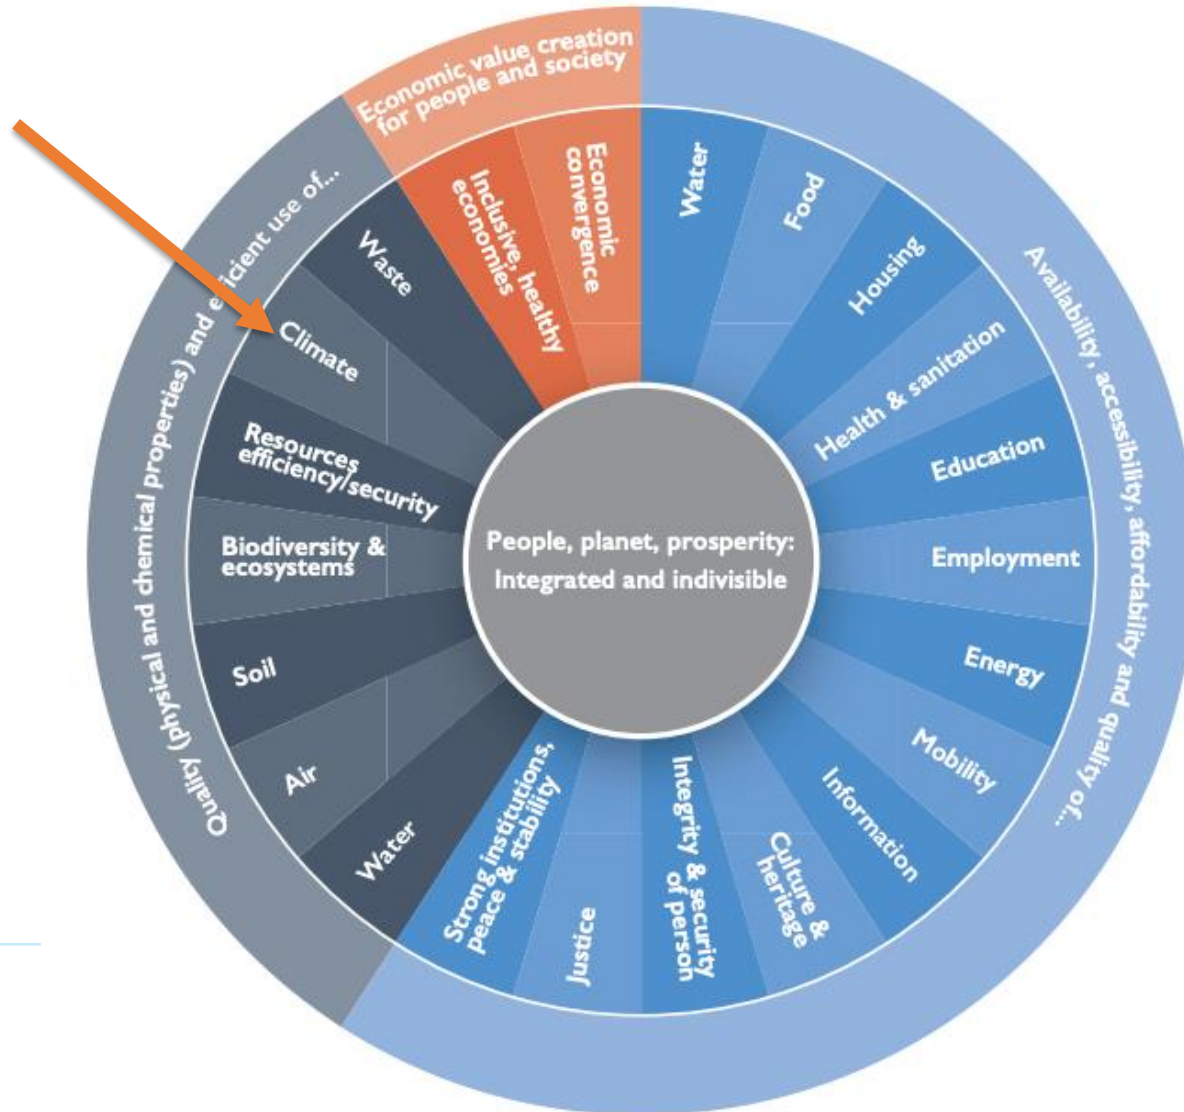 Economic value creation
for people and society
Availability, accessibility, affordability and quality of...
Quality (physical and chemical properties) and efficient use of...
Inclusive, healthy
economies
Economic
convergence
Water
Food
Housing
Health & sanitation
Education
Employment
Energy
Mobility
Information
Culture &
heritage
Integrity & security
of person
Justice
Strong institutions,
peace & stability
Water
Air
Soil
Biodiversity &
ecosystems
Resources
efficiency/security
Climate
Waste
People, planet, prosperity:
Integrated and indivisible